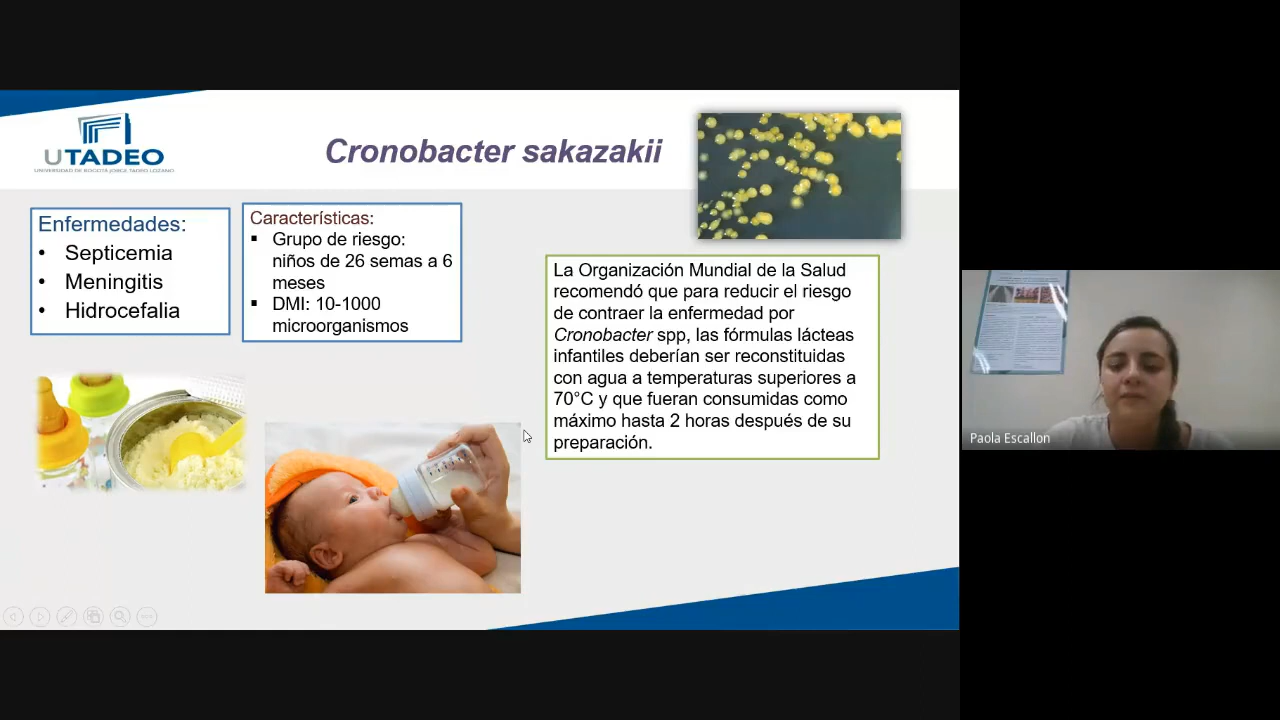 UTADEO
UNIVERSIDAD DE BOGOTÁ JORGE TADEO LOZANO
Cronobacter sakazakii
Enfermedades:
• Septicemia
• Meningitis
• Hidrocefalia
Características:
▪ Grupo de riesgo:
niños de 26 semas a 6
meses
▪ DMI: 10-1000
microorganismos
La Organización Mundial de la Salud
recomendó que para reducir el riesgo
de contraer la enfermedad por
Cronobacter spp, las fórmulas lácteas
infantiles deberían ser reconstituidas
con agua a temperaturas superiores a
70°C y que fueran consumidas como
máximo hasta 2 horas después de su
preparación.
Paola Escallon